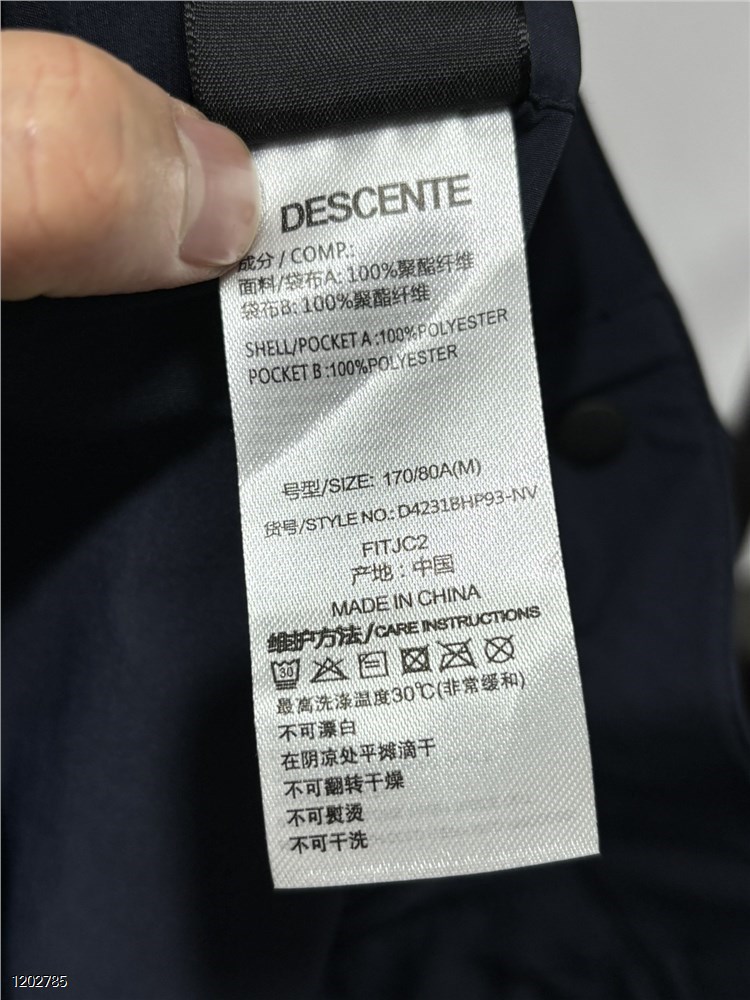 DESCENTE
成分 / COMP.:
面料/袋布A: 100%聚酯纤维
袋布B: 100%聚酯纤维
SHELL/POCKET A :100%POLYESTER
POCKET B :100%POLYESTER
号型/SIZE: 170/80A(M)
货号/STYLE NO.: D4231BHP93-NV
FITJC2
产地 : 中国
MADE IN CHINA
维护方法/CARE INSTRUCTIONS
30
最高洗涤温度30℃(非常缓和)
不可漂白
在阴凉处平摊滴干
不可翻转干燥
不可熨烫
不可干洗
1202785